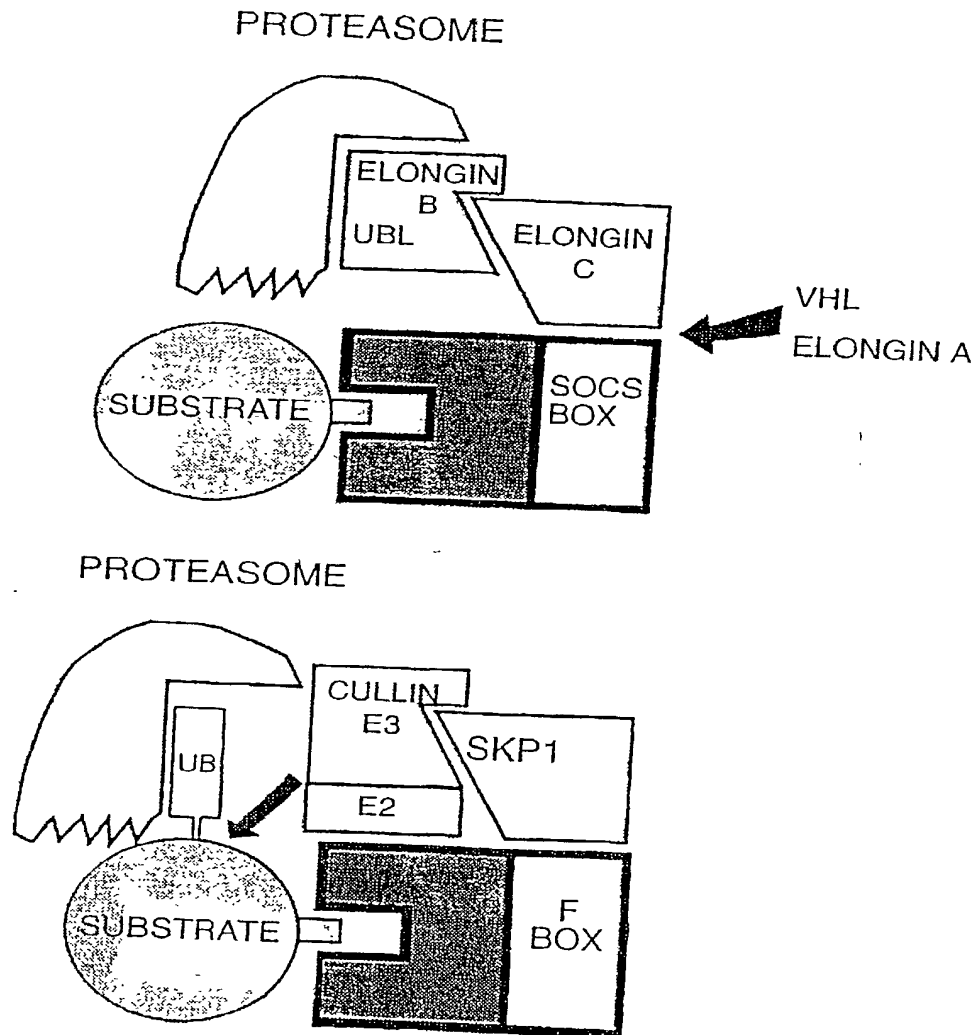 PROTEASOME
ELONGIN
B
UBL
ELONGIN
C
VHL
ELONGIN A
SUBSTRATE
SOCS
BOX
PROTEASOME
CULLIN
E3
UB
SKP1
E2
SUBSTRATE
F
BOX